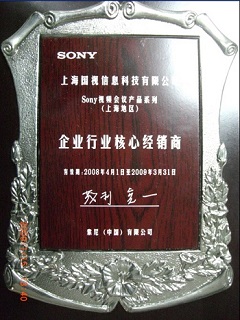 SONY
上海国视信息科技有限公
Sony视频会议产品系列
（上海地区）
企业行业核心经销商
有效期：2008年4月1日至2009年3月31日
索尼（中国）有限公司